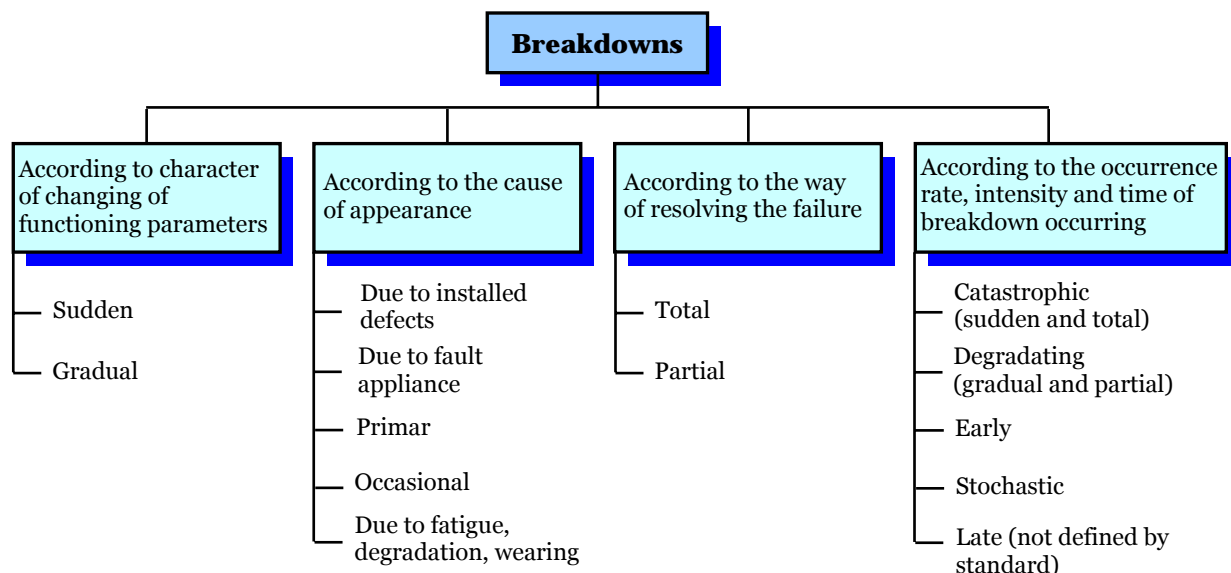 Breakdowns
According to character
of changing of
functioning parameters
Sudden
Gradual
According to the cause
of appearance
Due to installed
defects
Due to fault
appliance
Primar
Occasional
Due to fatigue,
degradation, wearing
According to the way
of resolving the failure
Total
Partial
According to the occurrence
rate, intensity and time of
breakdown occurring
Catastrophic
(sudden and total)
Degradating
(gradual and partial)
Early
Stochastic
Late (not defined by
standard)